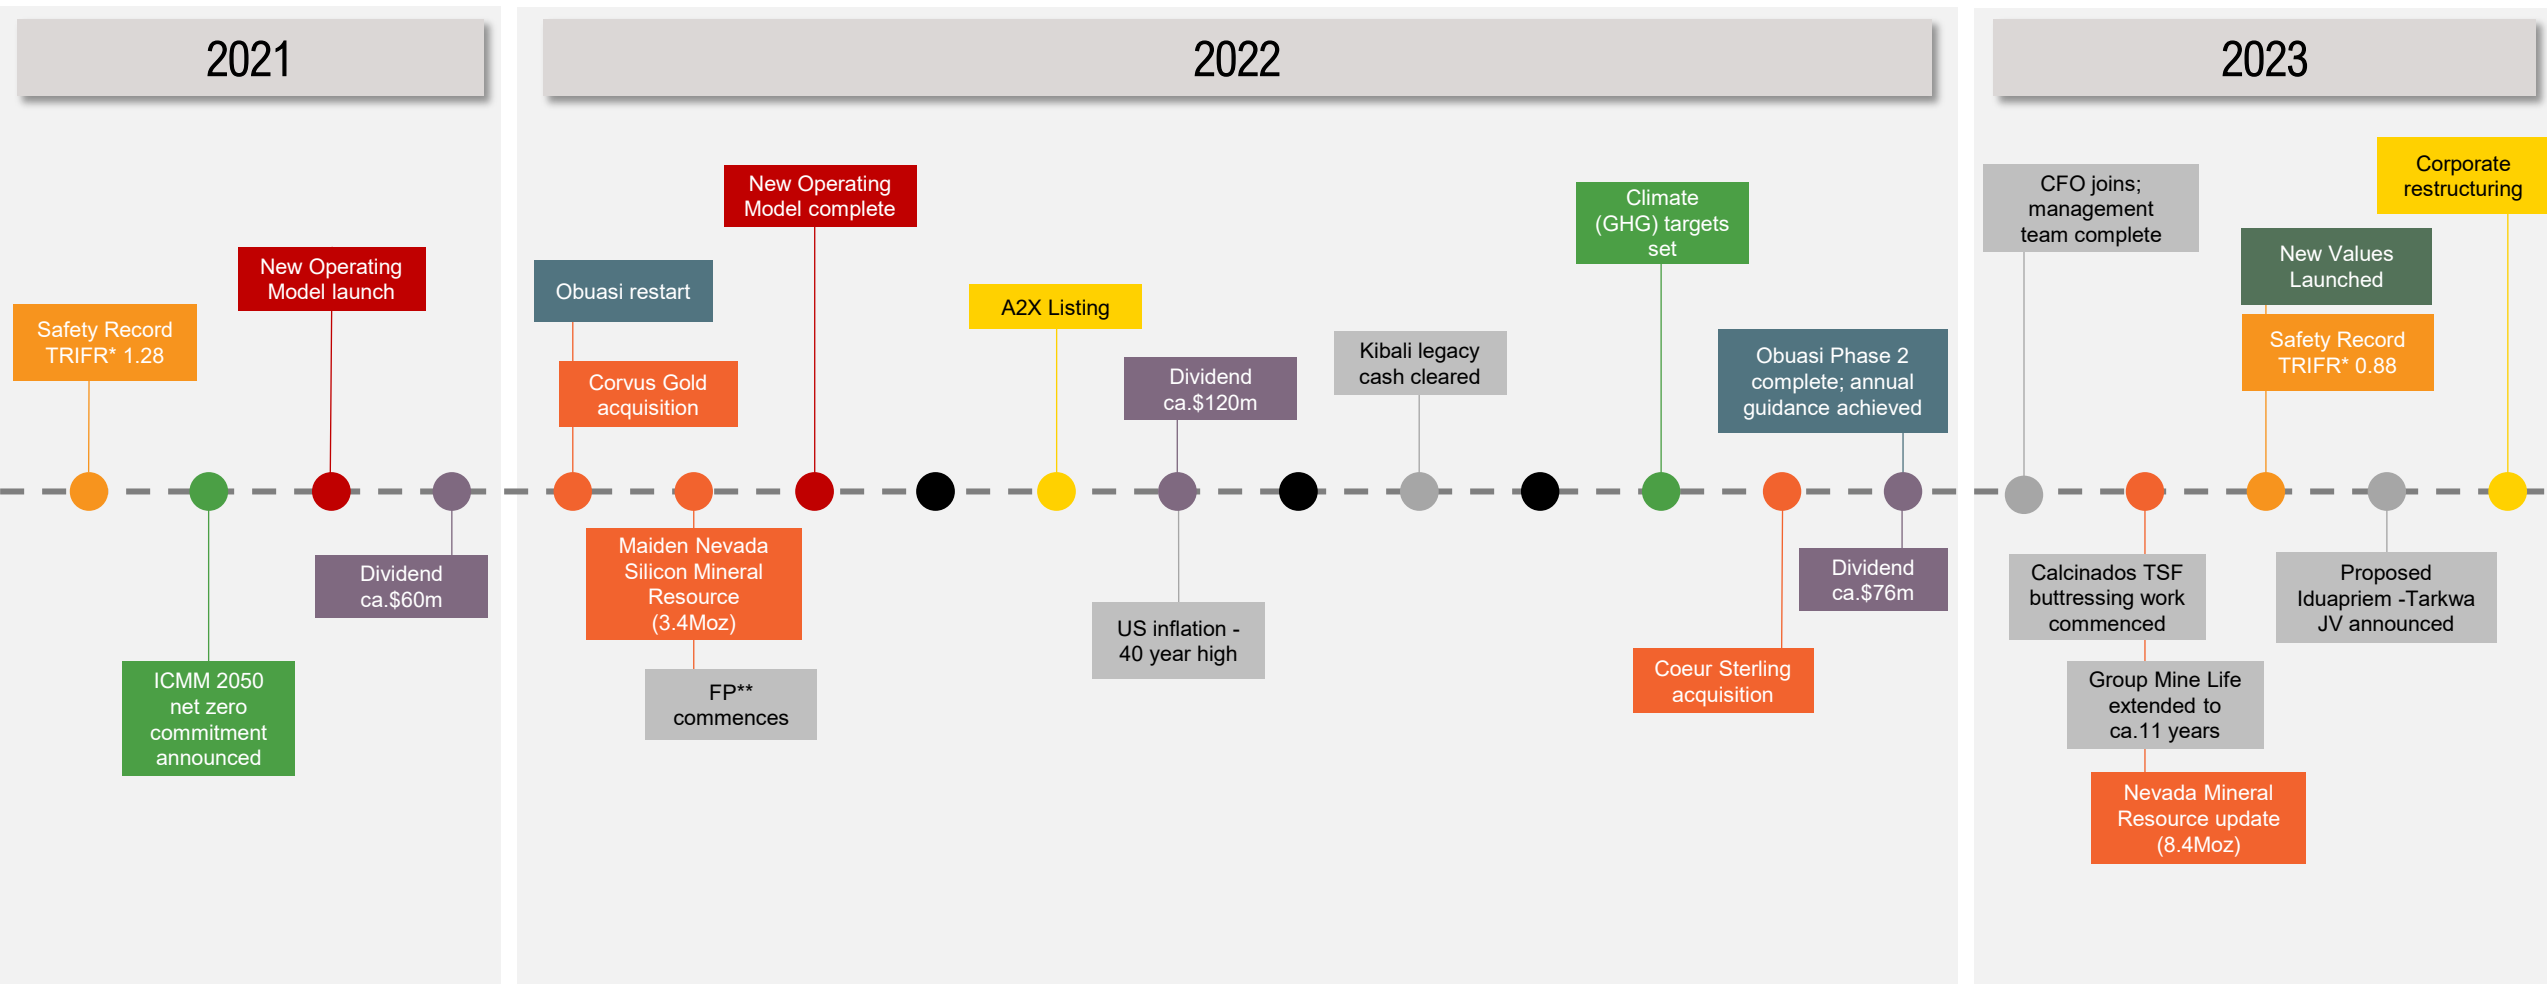 2021
2022
2023
Safety Record
TRIFR* 1.28
New Operating
Model launch
ICMM 2050
net zero
commitment
announced
Dividend
ca.$60m
Obuasi restart
Corvus Gold
acquisition
Maiden Nevada
Silicon Mineral
Resource
(3.4Moz)
FP**
commences
New Operating
Model complete
A2X Listing
Dividend
ca.$120m
US inflation -
40 year high
Kibali legacy
cash cleared
Climate
(GHG) targets
set
Coeur Sterling
acquisition
Obuasi Phase 2
complete; annual
guidance achieved
Dividend
ca.$76m
CFO joins;
management
team complete
Calcinados TSF
buttressing work
commenced
Group Mine Life
extended to
ca.11 years
Nevada Mineral
Resource update
(8.4Moz)
New Values
Launched
Safety Record
TRIFR* 0.88
Proposed
Iduapriem -Tarkwa
JV announced
Corporate
restructuring